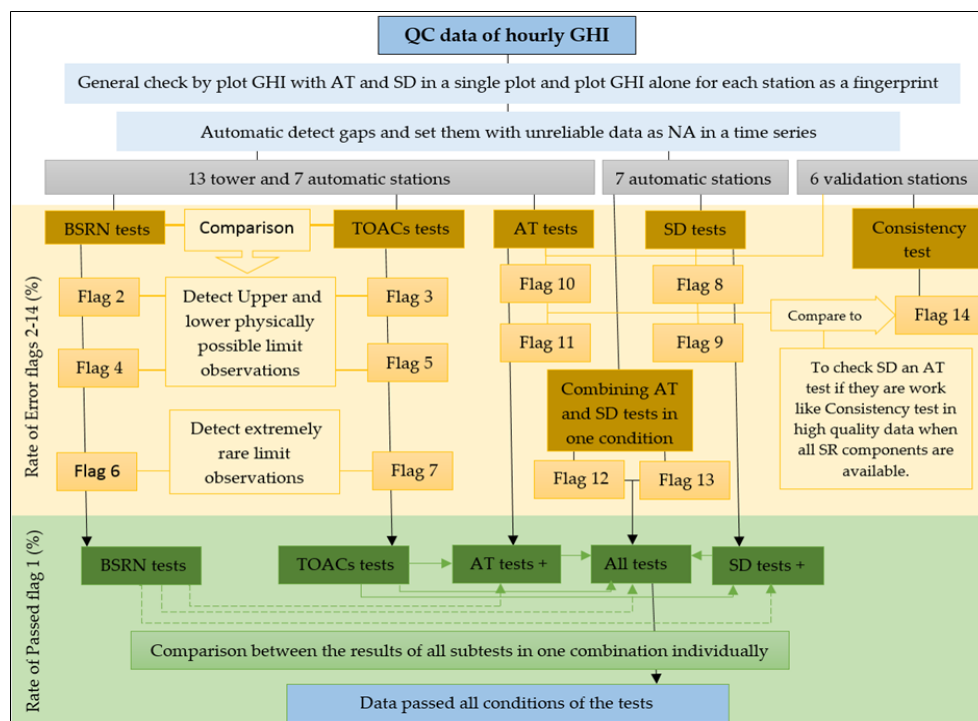 QC data of hourly GHI
General check by plot GHI with AT and SD in a single plot and plot GHI alone for each station as a fingerprint
Automatic detect gaps and set them with unreliable data as NA in a time series
13 tower and 7 automatic stations
7 automatic stations
6 validation stations
Rate of Error flags 2-14 (%)
BSRN tests
Comparison
TOACs tests
AT tests
SD tests
Consistency
test
Flag 2
Detect Upper and
lower physically
possible limit
observations
Flag 3
Flag 10
Flag 8
Flag 4
Flag 5
Flag 11
Flag 9
Compare to
Flag 14
To check SD an AT
test if they are work
like Consistency test in
high quality data when
all SR components are
available.
Combining AT
and SD tests in
one condition
Flag 6
Detect extremely
rare limit
observations
Flag 7
Flag 12
Flag 13
Rate of Passed flag 1 (%)
BSRN tests
TOACs tests
AT tests +
All tests
SD tests +
Comparison between the results of all subtests in one combination individually
Data passed all conditions of the tests